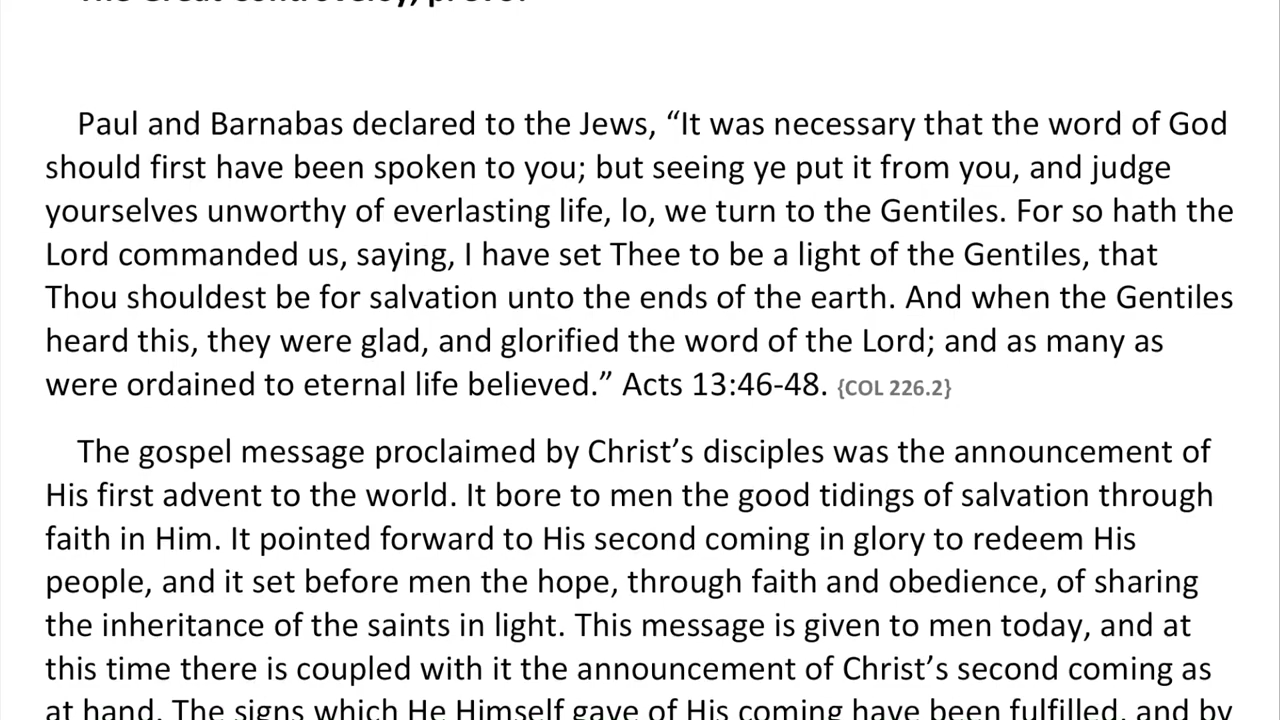 The Great Controversy, p.
Paul and Barnabas declared to the Jews, “It was necessary that the word of God
should first have been spoken to you; but seeing ye put it from you, and judge
yourselves unworthy of everlasting life, lo, we turn to the Gentiles. For so hath the
Lord commanded us, saying, I have set Thee to be a light of the Gentiles, that
Thou shouldest be for salvation unto the ends of the earth. And when the Gentiles
heard this, they were glad, and glorified the word of the Lord; and as many as
were ordained to eternal life believed.” Acts 13:46-48. {COL 226.2}
The gospel message proclaimed by Christ’s disciples was the announcement of
His first advent to the world. It bore to men the good tidings of salvation through
faith in Him. It pointed forward to His second coming in glory to redeem His
people, and it set before men the hope, through faith and obedience, of sharing
the inheritance of the saints in light. This message is given to men today, and at
this time there is coupled with it the announcement of Christ’s second coming as
at hand. The signs which He Himself gave of His coming have been fulfilled, and by